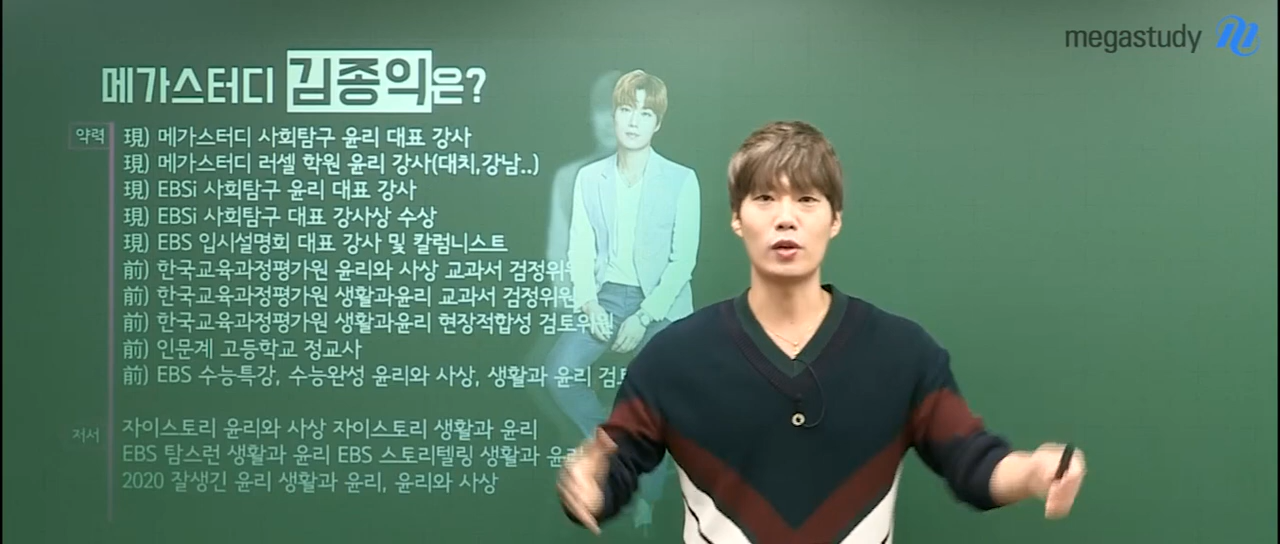 megastudy
메가스터디 김종익은?
약력
現) 메가스터디 사회탐구 윤리 대표 강사
現) 메가스터디 러셀 학원 윤리 강사(대치,강남..)
現) EBSi 사회탐구 윤리 대표 강사
現) EBSi 사회탐구 대표 강사상 수상
現) EBS 입시설명회 대표 강사 및 칼럼니스트
前) 한국교육과정평가원 윤리와 사상 교과서 검정위원
前) 한국교육과정평가원 생활과윤리 교과서 검정위원
前) 한국교육과정평가원 생활과윤리 현장적합성 검토위원
前) 인문계 고등학교 정교사
前) EBS 수능특강, 수능완성 윤리와 사상, 생활과 윤리 검토
저서
자이스토리 윤리와 사상 자이스토리 생활과 윤리
EBS 탐스런 생활과 윤리 EBS 스토리텔링 생활과 윤리
2020 잘생긴 윤리 생활과 윤리, 윤리와 사상